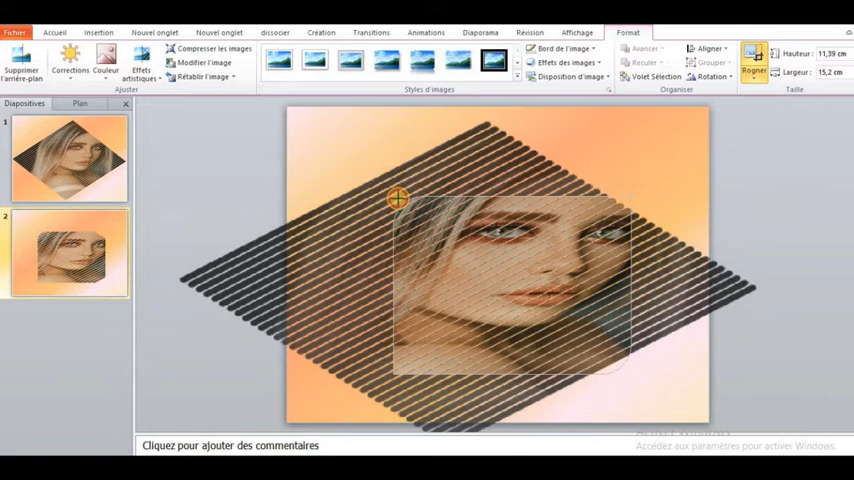 Fichier Accueil Insertion Nouvel onglet Nouvel onglet dissocier Création Transitions Animations Diaporama Révision Affichage Format
Supprimer l'arrière-plan
Corrections
Couleur
Effets artistiques
Compresser les images
Modifier l'image
Rétablir l'image
Ajuster
Bord de l'image
Effets des images
Disposition d'image
Styles d'images
Avancer
Reculer
Volet Sélection
Aligner
Grouper
Rotation
Organiser
Rogner
Hauteur : 11,39 cm
Largeur : 15,2 cm
Taille
Diapositives Plan
1
2
Cliquez pour ajouter des commentaires
Activer Windows
Accédez aux paramètres pour activer Windows.